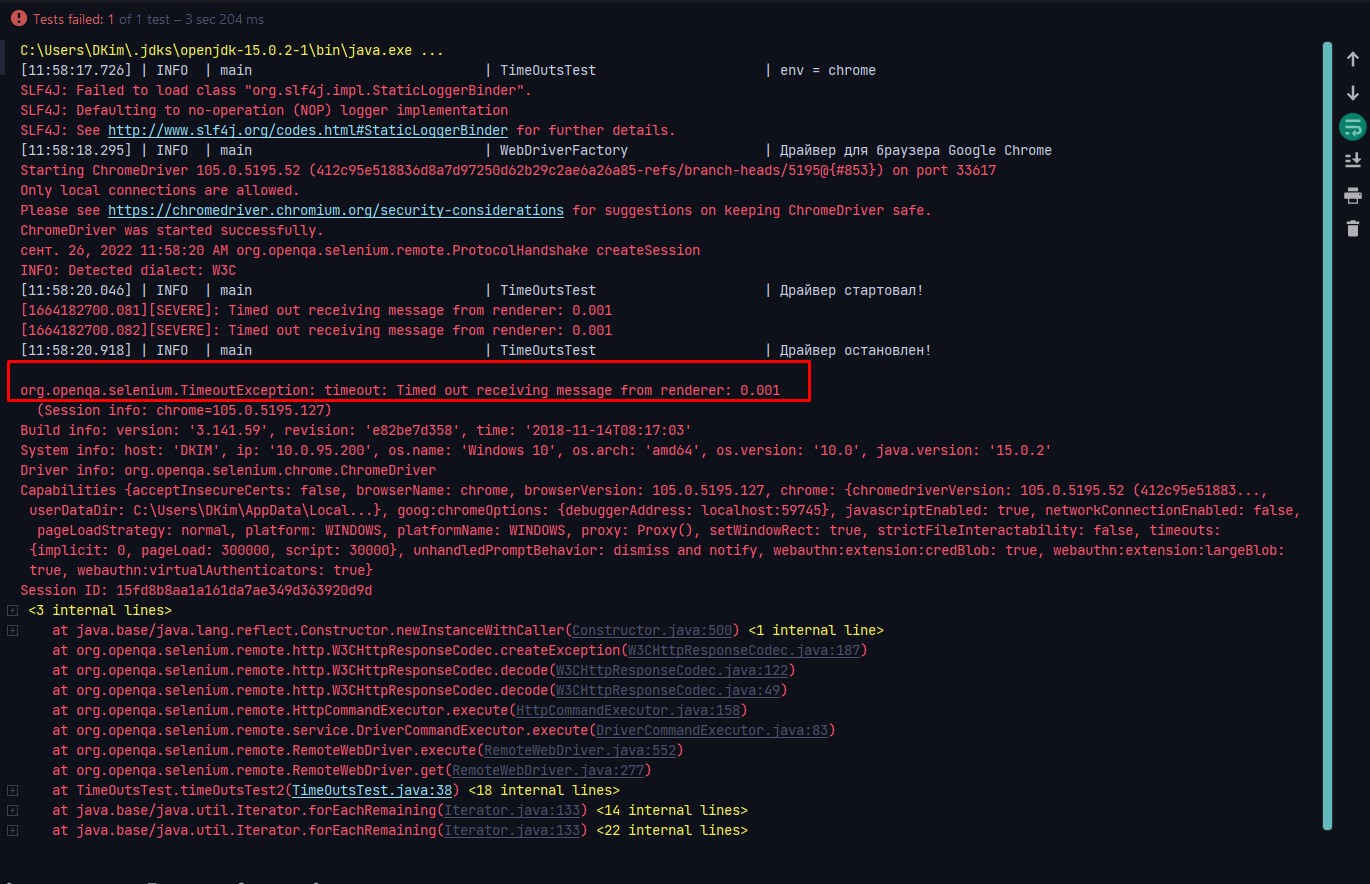 Tests failed: 1 of 1 test – 3 sec 204 ms
C:\Users\DKim\.jdks\openjdk-15.0.2-1\bin\java.exe ...
[11:58:17.726] | INFO | main | TimeOutsTest | env = chrome
SLF4J: Failed to load class "org.slf4j.impl.StaticLoggerBinder".
SLF4J: Defaulting to no-operation (NOP) logger implementation
SLF4J: See http://www.slf4j.org/codes.html#StaticLoggerBinder for further details.
[11:58:18.295] | INFO | main | WebDriverFactory | Драйвер для браузера Google Chrome
Starting ChromeDriver 105.0.5195.52 (412c95e518836d8a7d97250d62b29c2ae6a26a85-refs/branch-heads/5195@{#853}) on port 33617
Only local connections are allowed.
Please see https://chromedriver.chromium.org/security-considerations for suggestions on keeping ChromeDriver safe.
ChromeDriver was started successfully.
сент. 26, 2022 11:58:20 AM org.openqa.selenium.remote.ProtocolHandshake createSession
INFO: Detected dialect: W3C
[11:58:20.046] | INFO | main | TimeOutsTest | Драйвер стартовал!
[1664182700.081][SEVERE]: Timed out receiving message from renderer: 0.001
[1664182700.082][SEVERE]: Timed out receiving message from renderer: 0.001
[11:58:20.918] | INFO | main | TimeOutsTest | Драйвер остановлен!
org.openqa.selenium.TimeoutException: timeout: Timed out receiving message from renderer: 0.001
(Session info: chrome=105.0.5195.127)
Build info: version: '3.141.59', revision: 'e82be7d358', time: '2018-11-14T08:17:03'
System info: host: 'DKIM', ip: '10.0.95.200', os.name: 'Windows 10', os.arch: 'amd64', os.version: '10.0', java.version: '15.0.2'
Driver info: org.openqa.selenium.chrome.ChromeDriver
Capabilities {acceptInsecureCerts: false, browserName: chrome, browserVersion: 105.0.5195.127, chrome: {chromedriverVersion: 105.0.5195.52 (412c95e51883...,
userDataDir: C:\Users\DKim\AppData\Local...}, goog:chromeOptions: {debuggerAddress: localhost:59745}, javascriptEnabled: true, networkConnectionEnabled: false,
pageLoadStrategy: normal, platform: WINDOWS, platformName: WINDOWS, proxy: Proxy(), setWindowRect: true, strictFileInteractability: false, timeouts:
{implicit: 0, pageLoad: 300000, script: 30000}, unhandledPromptBehavior: dismiss and notify, webauthn:extension:credBlob: true, webauthn:extension:largeBlob:
true, webauthn:virtualAuthenticators: true}
Session ID: 15fd8b8aa1a161da7ae349d363920d9d
<3 internal lines>
at java.base/java.lang.reflect.Constructor.newInstanceWithCaller(Constructor.java:500) <1 internal line>
at org.openqa.selenium.remote.http.W3CHttpResponseCodec.createException(W3CHttpResponseCodec.java:187)
at org.openqa.selenium.remote.http.W3CHttpResponseCodec.decode(W3CHttpResponseCodec.java:122)
at org.openqa.selenium.remote.http.W3CHttpResponseCodec.decode(W3CHttpResponseCodec.java:49)
at org.openqa.selenium.remote.HttpCommandExecutor.execute(HttpCommandExecutor.java:158)
at org.openqa.selenium.remote.service.DriverCommandExecutor.execute(DriverCommandExecutor.java:83)
at org.openqa.selenium.remote.RemoteWebDriver.execute(RemoteWebDriver.java:552)
at org.openqa.selenium.remote.RemoteWebDriver.get(RemoteWebDriver.java:277)
at TimeOutsTest.timeOutsTest2(TimeOutsTest.java:38) <18 internal lines>
at java.base/java.util.Iterator.forEachRemaining(Iterator.java:133) <14 internal lines>
at java.base/java.util.Iterator.forEachRemaining(Iterator.java:133) <22 internal lines>